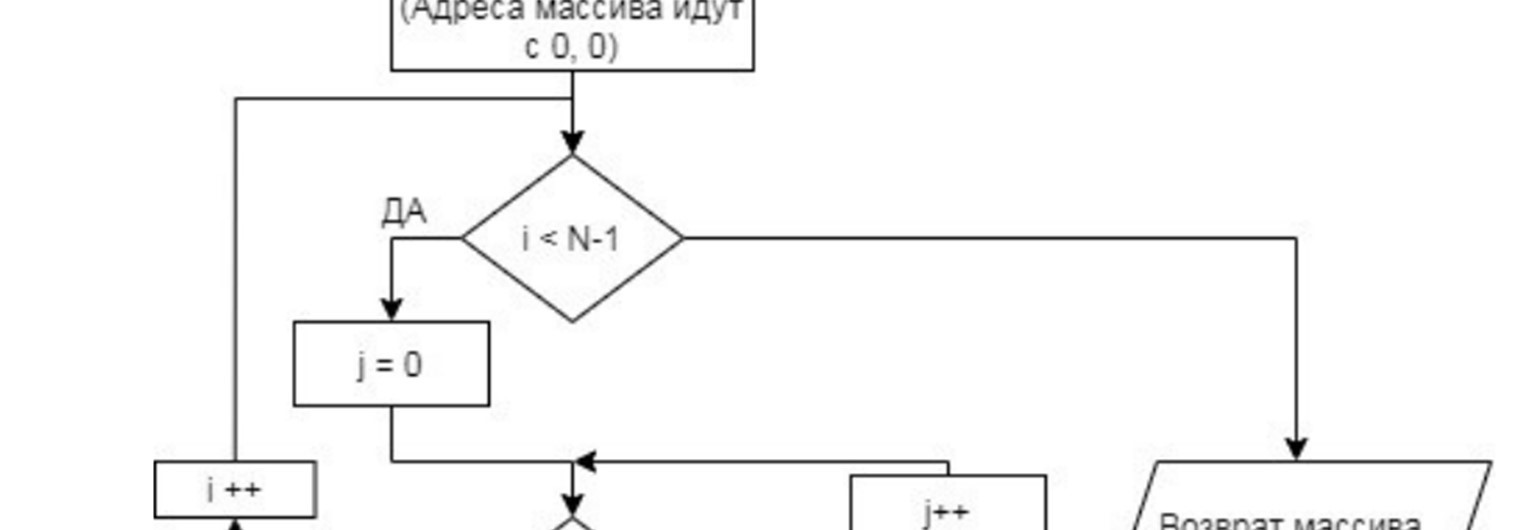 (Адреса массива идут
с 0, 0)
ДА
i < N-1
j = 0
i ++
j++
Возврат массива